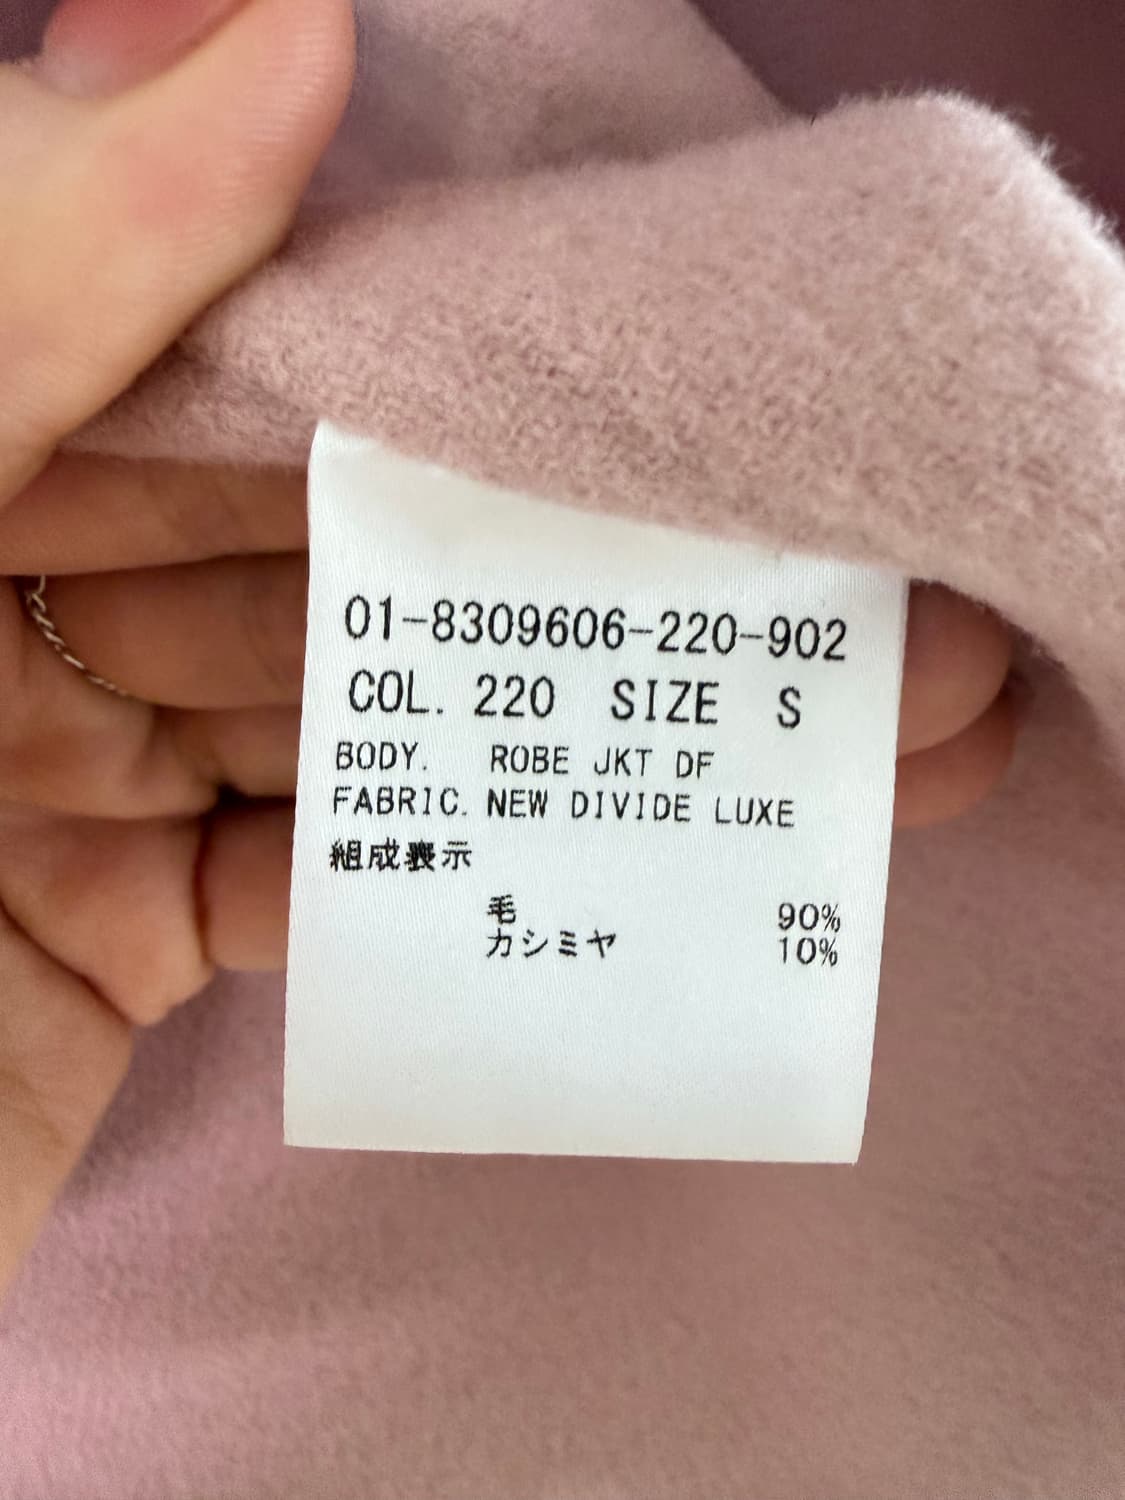 01-8309606-220-902
COL. 220 SIZE S
BODY. ROBE JKT DF
FABRIC. NEW DIVIDE LUXE
組成表示
毛 90%
カシミヤ 10%